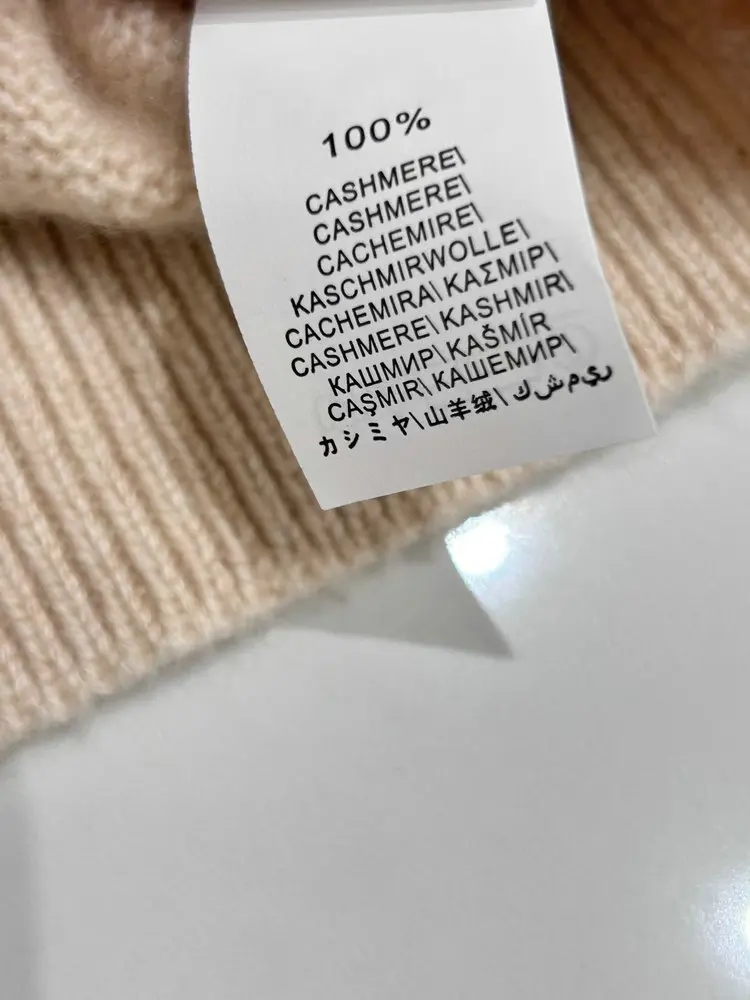 100%
CASHMERE\
CASHMERE\
CACHEMIRE\
KASCHMIRWOLLE\
CACHEMIRA\ ΚΑΣΜΙΡ\
CASHMERE\ KASHMIR\
КАШМИР\ KAŠMÍR
CAŞMIR\ КАШЕМИР\
カシミヤ\山羊绒\ ك ش م ي ر